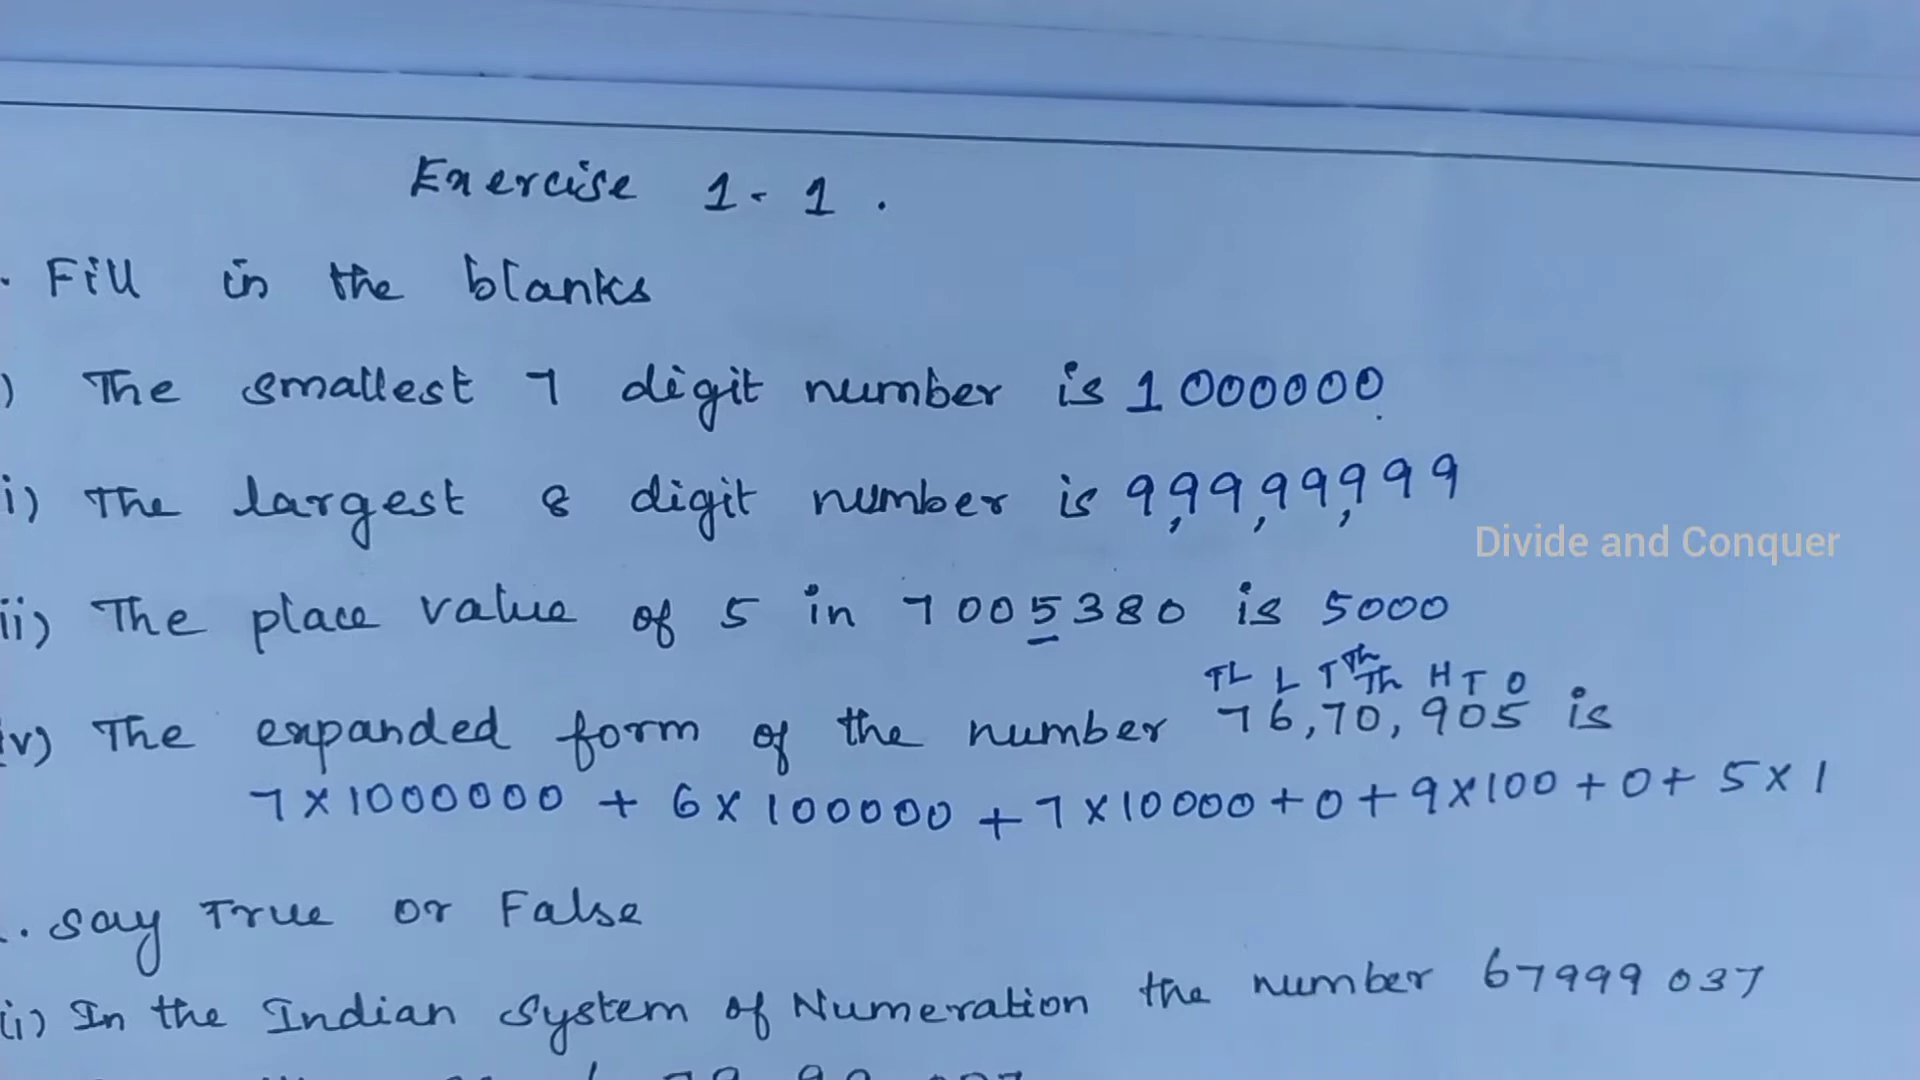 Exercise 1.1.
. Fill in the blanks
) The smallest 7 digit number is 1000000
i) The largest 8 digit number is 9,99,99,999
Divide and Conquer
ii) The place value of 5 in 7005380 is 5000
TL L TTh Th H T O
iv) The expanded form of the number 76,70,905 is
7 × 1000000 + 6 × 100000 + 7 × 10000 + 0 + 9 × 100 + 0 + 5 × 1
. Say True or False
(i) In the Indian System of Numeration the number 67999037